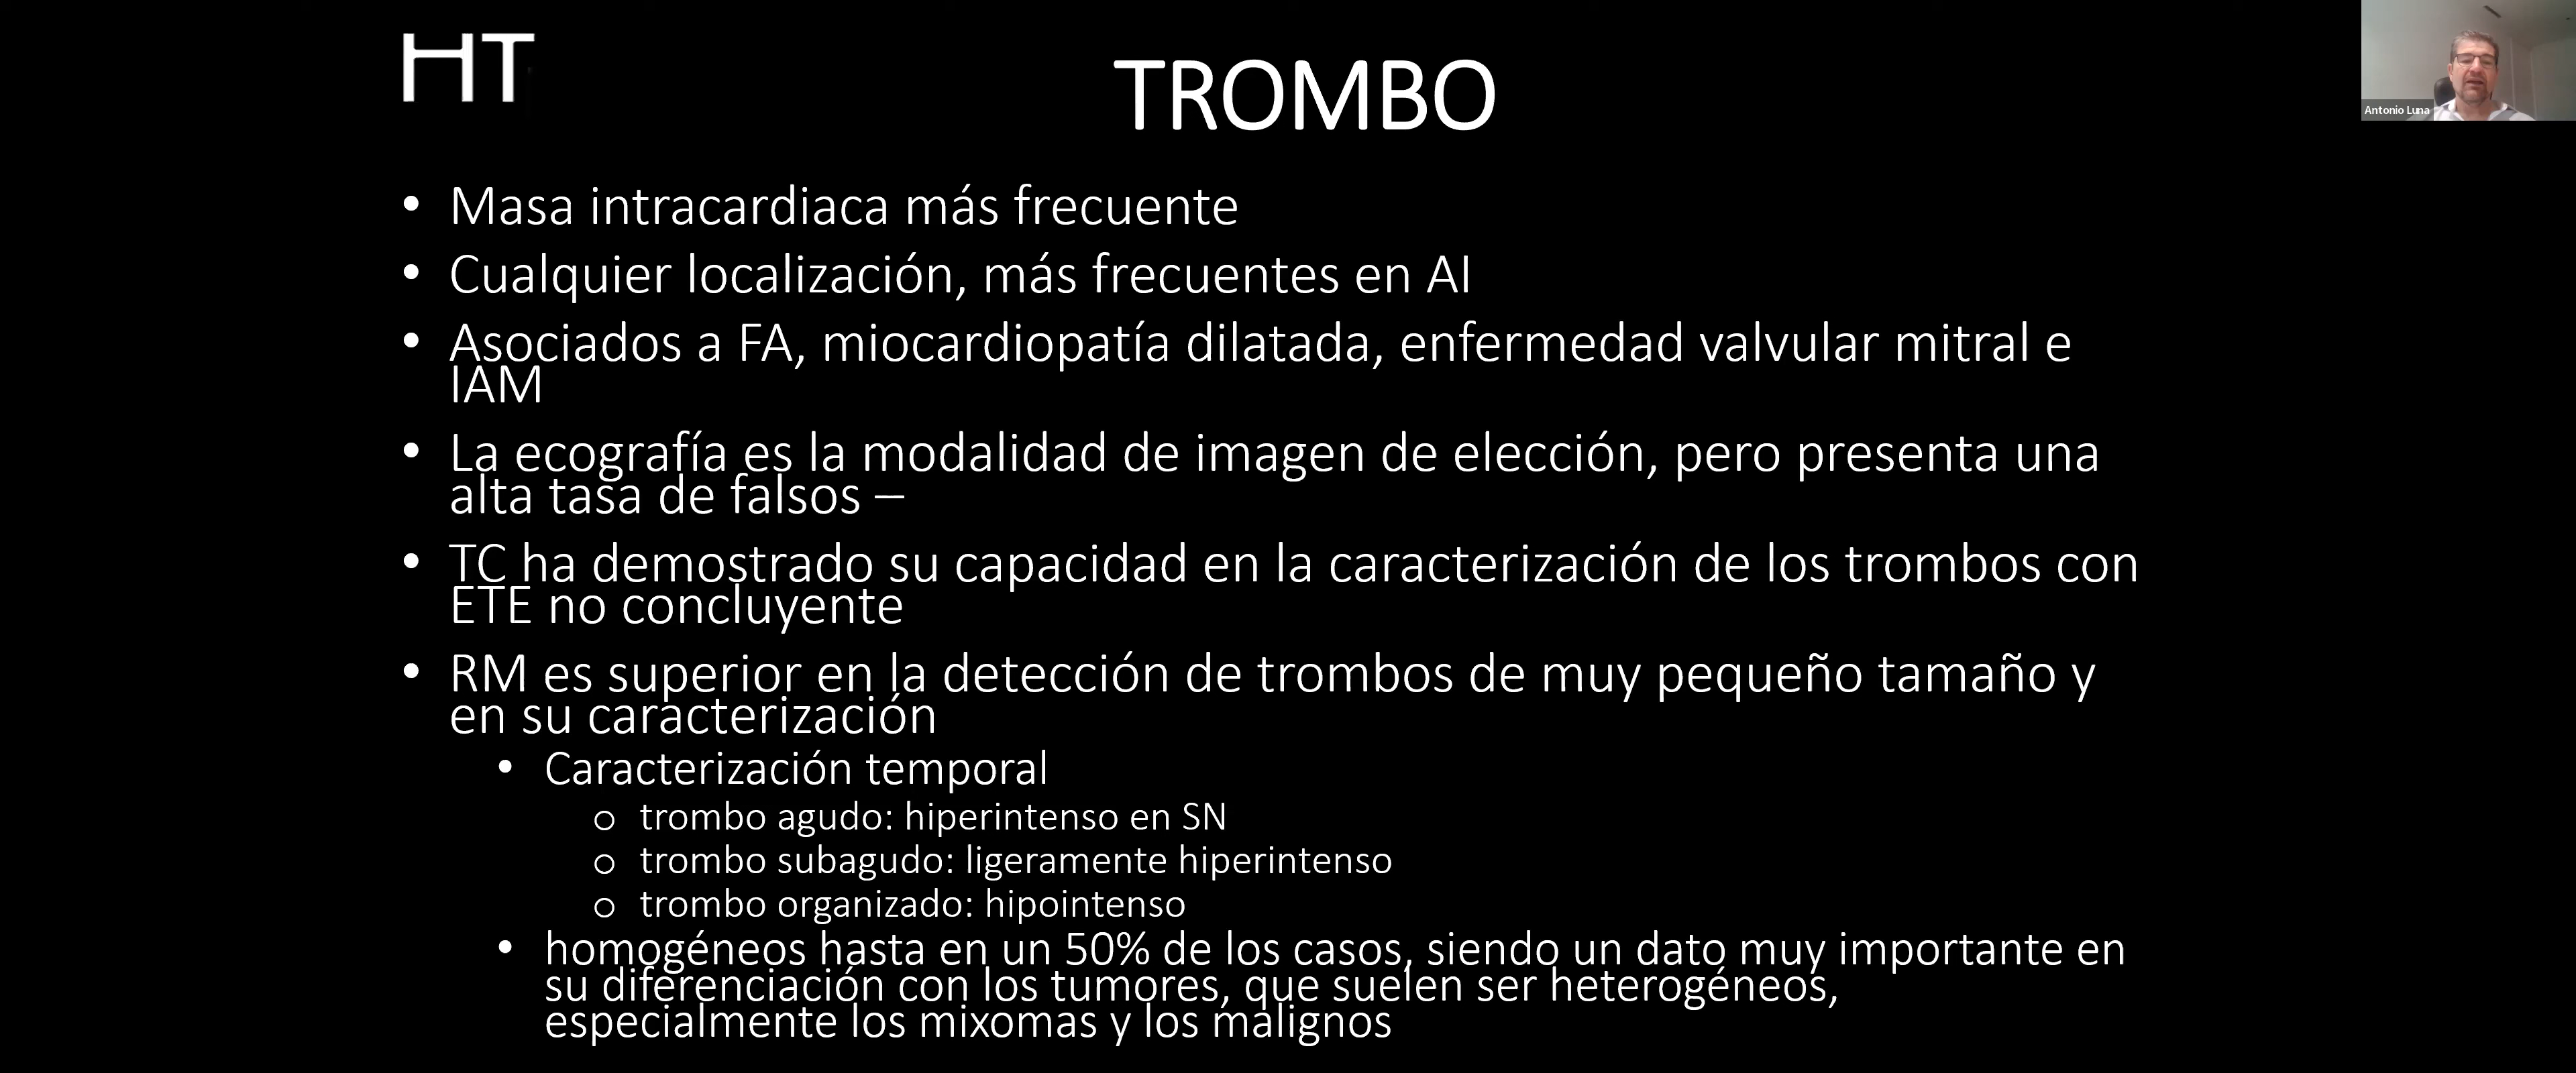 HT
TROMBO
Antonio Luna
• Masa intracardiaca más frecuente
• Cualquier localización, más frecuentes en AI
• Asociados a FA, miocardiopatía dilatada, enfermedad valvular mitral e
IAM
• La ecografía es la modalidad de imagen de elección, pero presenta una
alta tasa de falsos –
• TC ha demostrado su capacidad en la caracterización de los trombos con
ETE no concluyente
• RM es superior en la detección de trombos de muy pequeño tamaño y
en su caracterización
• Caracterización temporal
o trombo agudo: hiperintenso en SN
o trombo subagudo: ligeramente hiperintenso
o trombo organizado: hipointenso
• homogéneos hasta en un 50% de los casos, siendo un dato muy importante en
su diferenciación con los tumores, que suelen ser heterogéneos,
especialmente los mixomas y los malignos